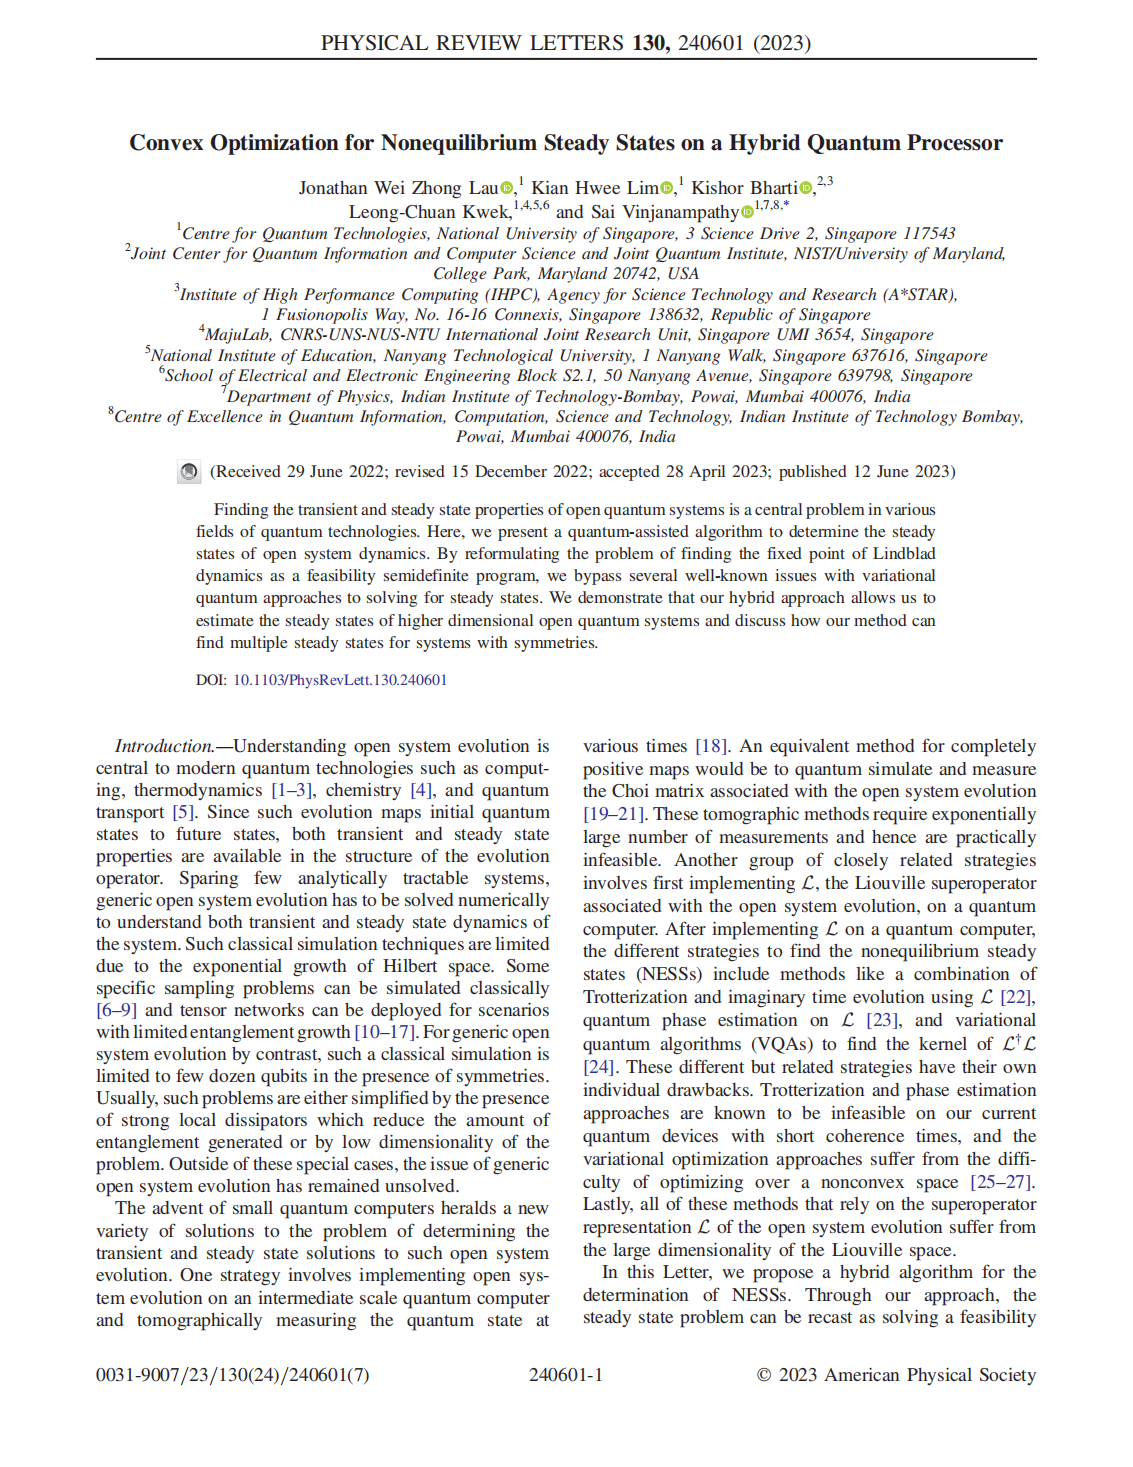 PHYSICAL REVIEW LETTERS 130, 240601 (2023)
Convex Optimization for Nonequilibrium Steady States on a Hybrid Quantum Processor
Jonathan Wei Zhong Lau,1 Kian Hwee Lim,1 Kishor Bharti,2,3
Leong-Chuan Kwek,1,4,5,6 and Sai Vinjanampathy1,7,8,*
1Centre for Quantum Technologies, National University of Singapore, 3 Science Drive 2, Singapore 117543
2Joint Center for Quantum Information and Computer Science and Joint Quantum Institute, NIST/University of Maryland,
College Park, Maryland 20742, USA
3Institute of High Performance Computing (IHPC), Agency for Science Technology and Research (A*STAR),
1 Fusionopolis Way, No. 16-16 Connexis, Singapore 138632, Republic of Singapore
4MajuLab, CNRS-UNS-NUS-NTU International Joint Research Unit, Singapore UMI 3654, Singapore
5National Institute of Education, Nanyang Technological University, 1 Nanyang Walk, Singapore 637616, Singapore
6School of Electrical and Electronic Engineering Block S2.1, 50 Nanyang Avenue, Singapore 639798, Singapore
7Department of Physics, Indian Institute of Technology-Bombay, Powai, Mumbai 400076, India
8Centre of Excellence in Quantum Information, Computation, Science and Technology, Indian Institute of Technology Bombay,
Powai, Mumbai 400076, India
(Received 29 June 2022; revised 15 December 2022; accepted 28 April 2023; published 12 June 2023)
Finding the transient and steady state properties of open quantum systems is a central problem in various
fields of quantum technologies. Here, we present a quantum-assisted algorithm to determine the steady
states of open system dynamics. By reformulating the problem of finding the fixed point of Lindblad
dynamics as a feasibility semidefinite program, we bypass several well-known issues with variational
quantum approaches to solving for steady states. We demonstrate that our hybrid approach allows us to
estimate the steady states of higher dimensional open quantum systems and discuss how our method can
find multiple steady states for systems with symmetries.
DOI: 10.1103/PhysRevLett.130.240601
Introduction.—Understanding open system evolution is
central to modern quantum technologies such as comput-
ing, thermodynamics [1–3], chemistry [4], and quantum
transport [5]. Since such evolution maps initial quantum
states to future states, both transient and steady state
properties are available in the structure of the evolution
operator. Sparing few analytically tractable systems,
generic open system evolution has to be solved numerically
to understand both transient and steady state dynamics of
the system. Such classical simulation techniques are limited
due to the exponential growth of Hilbert space. Some
specific sampling problems can be simulated classically
[6–9] and tensor networks can be deployed for scenarios
with limited entanglement growth [10–17]. For generic open
system evolution by contrast, such a classical simulation is
limited to few dozen qubits in the presence of symmetries.
Usually, such problems are either simplified by the presence
of strong local dissipators which reduce the amount of
entanglement generated or by low dimensionality of the
problem. Outside of these special cases, the issue of generic
open system evolution has remained unsolved.
The advent of small quantum computers heralds a new
variety of solutions to the problem of determining the
transient and steady state solutions to such open system
evolution. One strategy involves implementing open sys-
tem evolution on an intermediate scale quantum computer
and tomographically measuring the quantum state at
various times [18]. An equivalent method for completely
positive maps would be to quantum simulate and measure
the Choi matrix associated with the open system evolution
[19–21]. These tomographic methods require exponentially
large number of measurements and hence are practically
infeasible. Another group of closely related strategies
involves first implementing ℒ, the Liouville superoperator
associated with the open system evolution, on a quantum
computer. After implementing ℒ on a quantum computer,
the different strategies to find the nonequilibrium steady
states (NESSs) include methods like a combination of
Trotterization and imaginary time evolution using ℒ [22],
quantum phase estimation on ℒ [23], and variational
quantum algorithms (VQAs) to find the kernel of ℒ†ℒ
[24]. These different but related strategies have their own
individual drawbacks. Trotterization and phase estimation
approaches are known to be infeasible on our current
quantum devices with short coherence times, and the
variational optimization approaches suffer from the diffi-
culty of optimizing over a nonconvex space [25–27].
Lastly, all of these methods that rely on the superoperator
representation ℒ of the open system evolution suffer from
the large dimensionality of the Liouville space.
In this Letter, we propose a hybrid algorithm for the
determination of NESSs. Through our approach, the
steady state problem can be recast as solving a feasibility
0031-9007/23/130(24)/240601(7)
240601-1
© 2023 American Physical Society